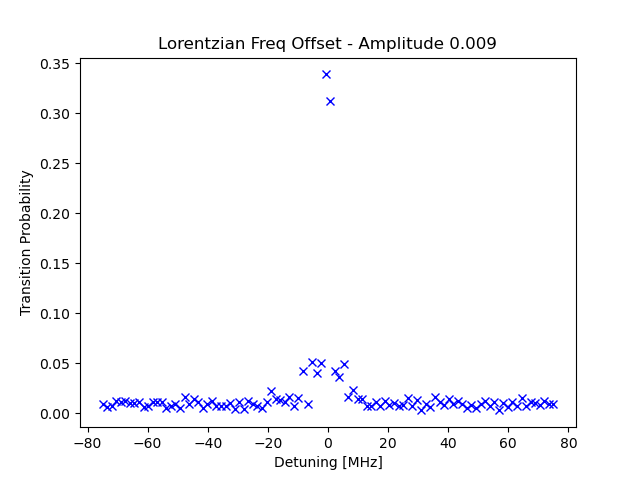 Lorentzian Freq Offset - Amplitude 0.009
Transition Probability
0.35
0.30
0.25
0.20
0.15
0.10
0.05
0.00
−80 −60 −40 −20 0 20 40 60 80
Detuning [MHz]